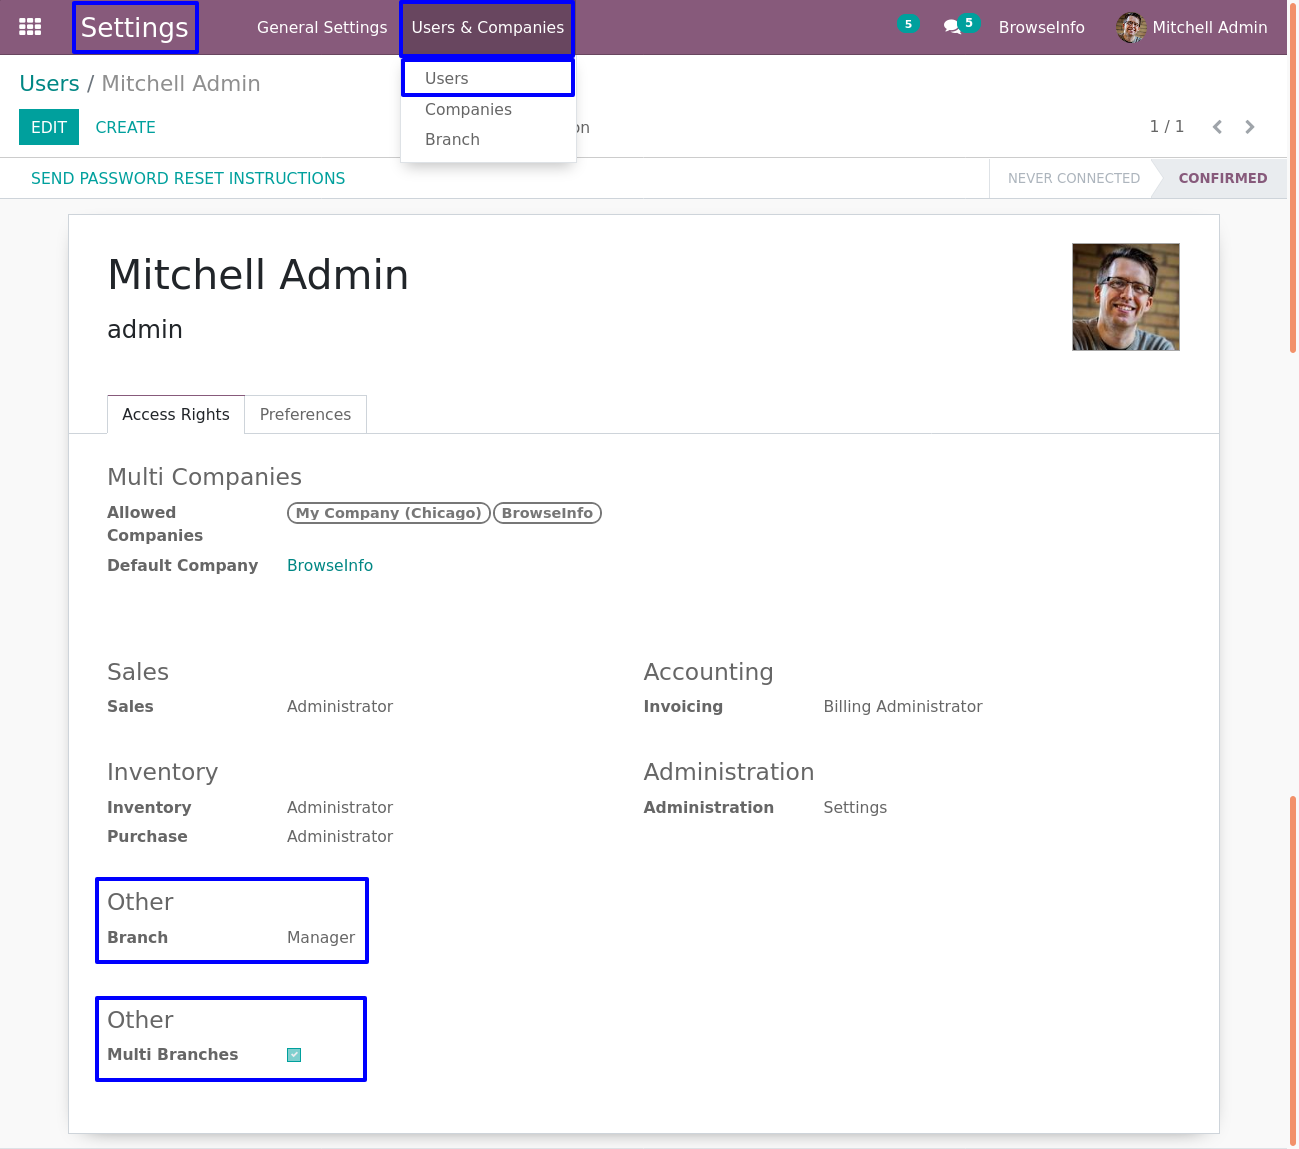 Settings General Settings Users & Companies 5 5 BrowseInfo Mitchell Admin
Users / Mitchell Admin
Users
Companies
Branch
EDIT CREATE
on
1 / 1
SEND PASSWORD RESET INSTRUCTIONS NEVER CONNECTED CONFIRMED
Mitchell Admin
admin
Access Rights Preferences
Multi Companies
Allowed Companies My Company (Chicago) BrowseInfo
Default Company BrowseInfo
Sales Accounting
Sales Administrator Invoicing Billing Administrator
Inventory Administration
Inventory Administrator Administration Settings
Purchase Administrator
Other
Branch Manager
Other
Multi Branches